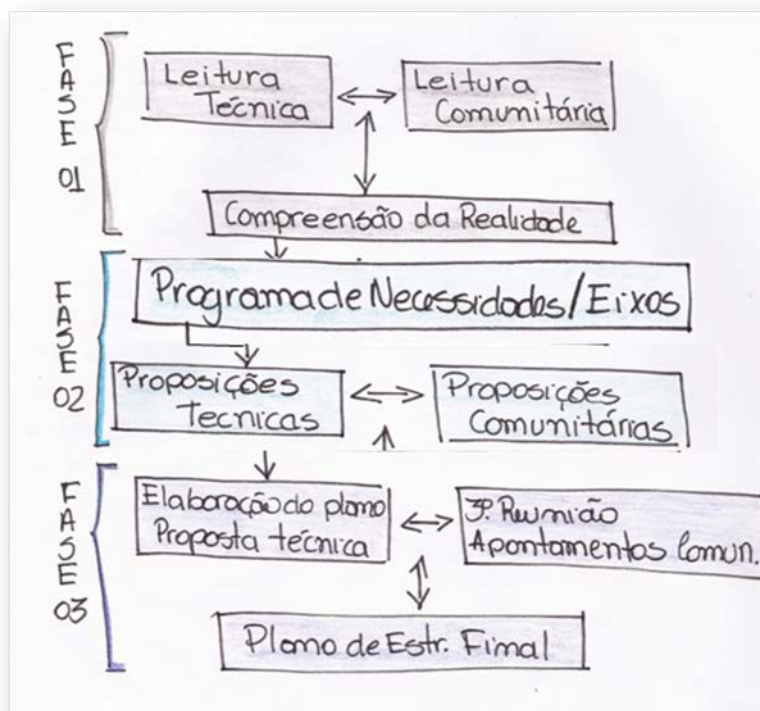 FASE 01
Leitura
Técnica
Leitura
Comunitária
Compreensão da Realidade
FASE 02
Programa de Necessidades/Eixos
Proposições
Tecnicas
Proposições
Comunitárias
FASE 03
Elaboração do plano
Proposta técnica
3º Reunião
Apontamentos Comun.
Plano de Estr. Final